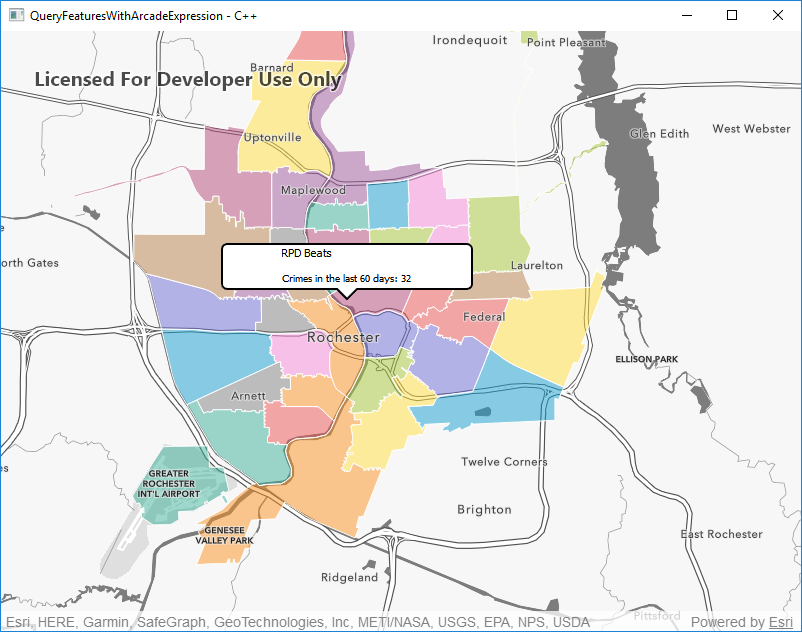 QueryFeaturesWithArcadeExpression - C++
Irondequoit
Point Pleasant
Barnard
Licensed For Developer Use Only
Glen Edith
West Webster
Uptonville
Maplewood
orth Gates
RPD Beats
Laurelton
Crimes in the last 60 days: 32
Federal
Rochester
ELLISON PARK
Arnett
es
Twelve Corners
GREATER
ROCHESTER
INT'L AIRPORT
Brighton
GENESEE
VALLEY PARK
East Rochester
Ridgeland
Pittsford
Esri, HERE, Garmin, SafeGraph, GeoTechnologies, Inc, METI/NASA, USGS, EPA, NPS, USDA
Powered by Esri